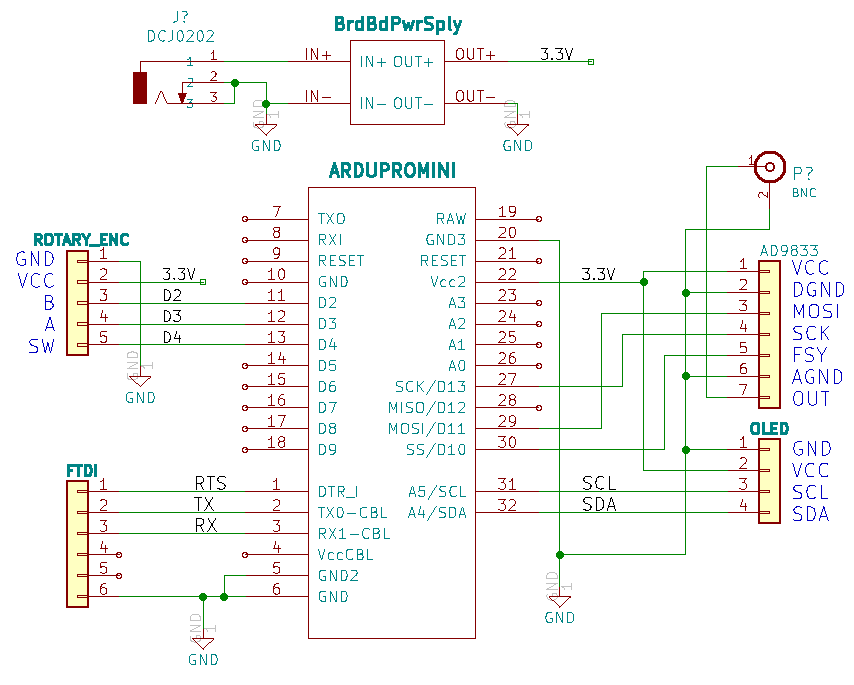 J?
DCJ0202
BrdBdPwrSply
1 1 IN+ IN+ OUT+ OUT+ 3.3V
2 2
3 3 IN- IN- OUT- OUT-
GND 1 GND 1
GND GND
ARDUPROMINI
1 P?
2 BNC
7 TXO RAW 19
8 RXI GND3 20
9 RESET RESET 21
10 GND Vcc2 22 3.3V
11 D2 A3 23
12 D3 A2 24
13 D4 A1 25
14 D5 A0 26
15 D6 SCK/D13 27
16 D7 MISO/D12 28
17 D8 MOSI/D11 29
18 D9 SS/D10 30
1 DTR_I A5/SCL 31 SCL
2 TXO-CBL A4/SDA 32 SDA
3 RX1-CBL
4 VccCBL
5 GND2
6 GND
ROTARY_ENC
GND 1
VCC 2 3.3V
B 3 D2
A 4 D3
SW 5 D4
GND 1
GND
FTDI
1 RTS
2 TX
3 RX
4
5
6
GND 1
GND
AD9833
1 VCC
2 DGND
3 MOSI
4 SCK
5 FSY
6 AGND
7 OUT
OLED
1 GND
2 VCC
3 SCL
4 SDA
GND 1
GND